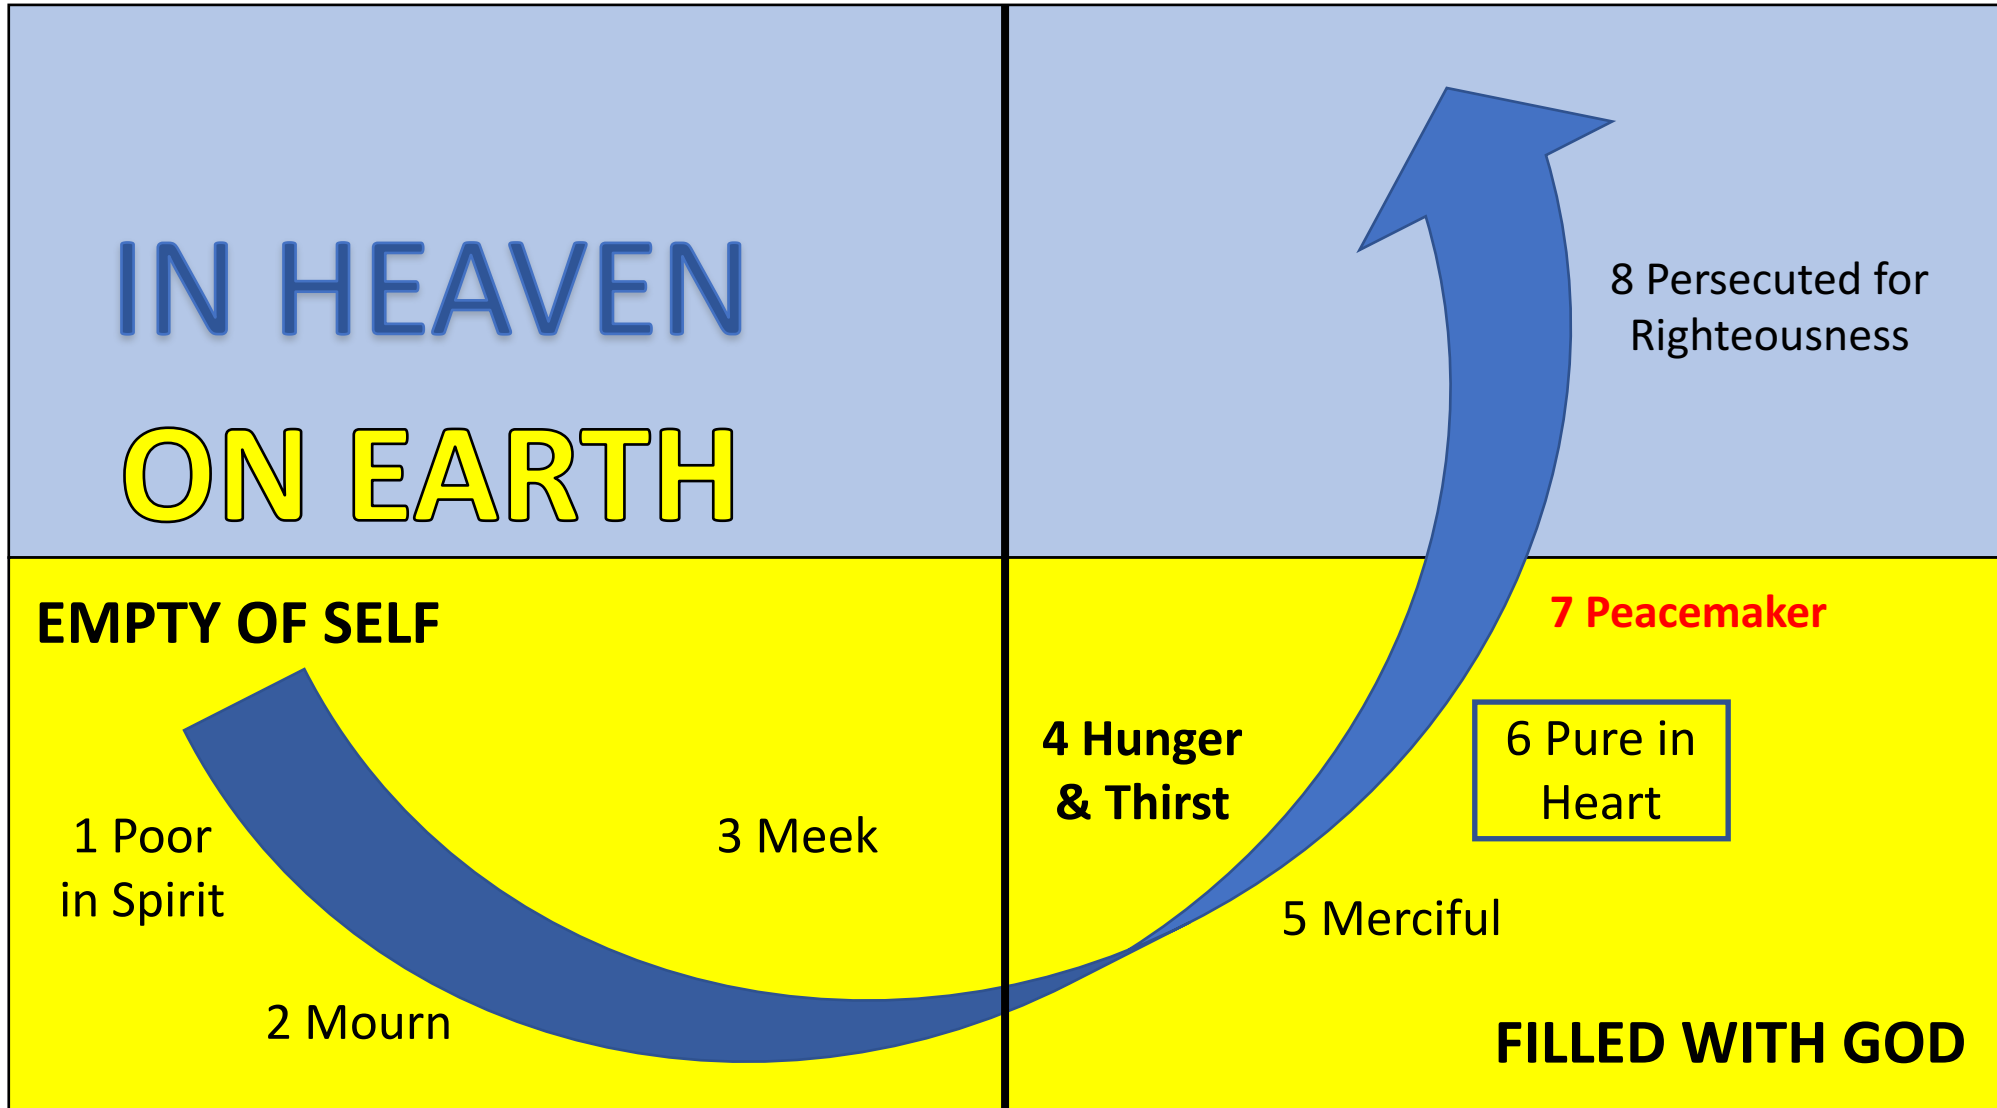 IN HEAVEN
ON EARTH
8 Persecuted for
Righteousness
EMPTY OF SELF
1 Poor
in Spirit
2 Mourn
3 Meek
4 Hunger
& Thirst
5 Merciful
6 Pure in
Heart
7 Peacemaker
FILLED WITH GOD